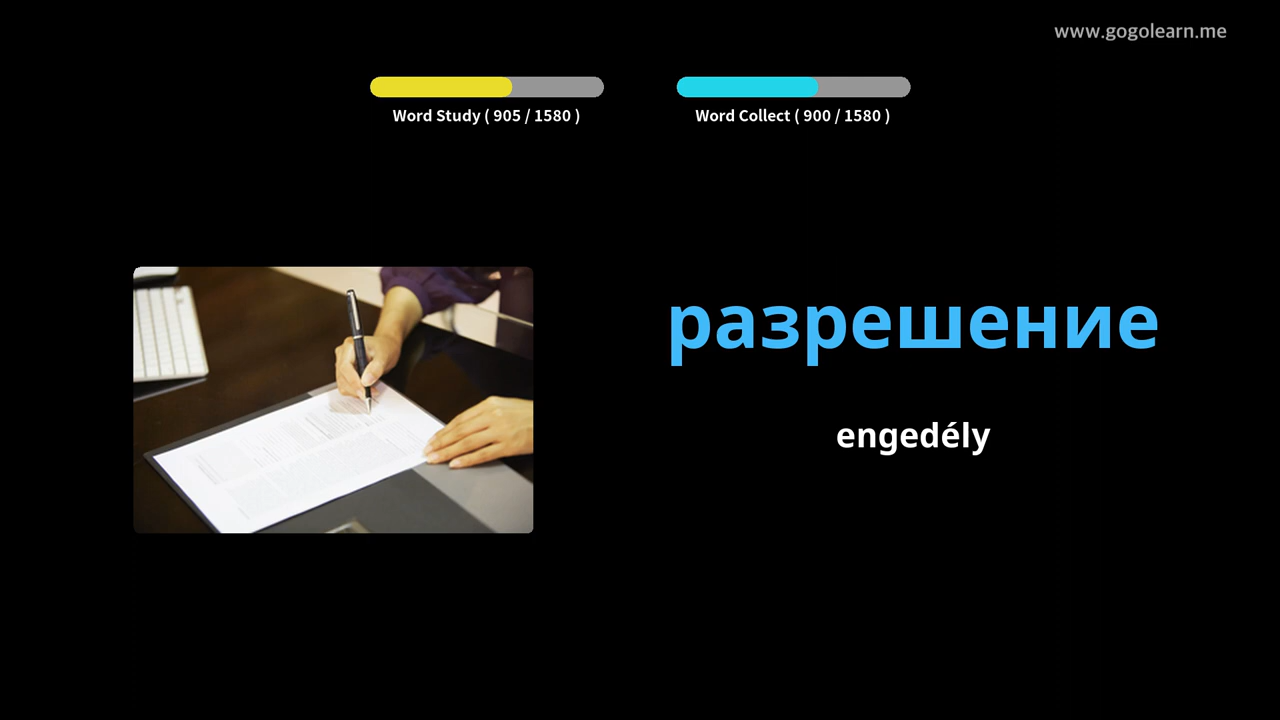 www.gogolearn.me
Word Study ( 905 / 1580 )
Word Collect ( 900 / 1580 )
разрешение
engedély